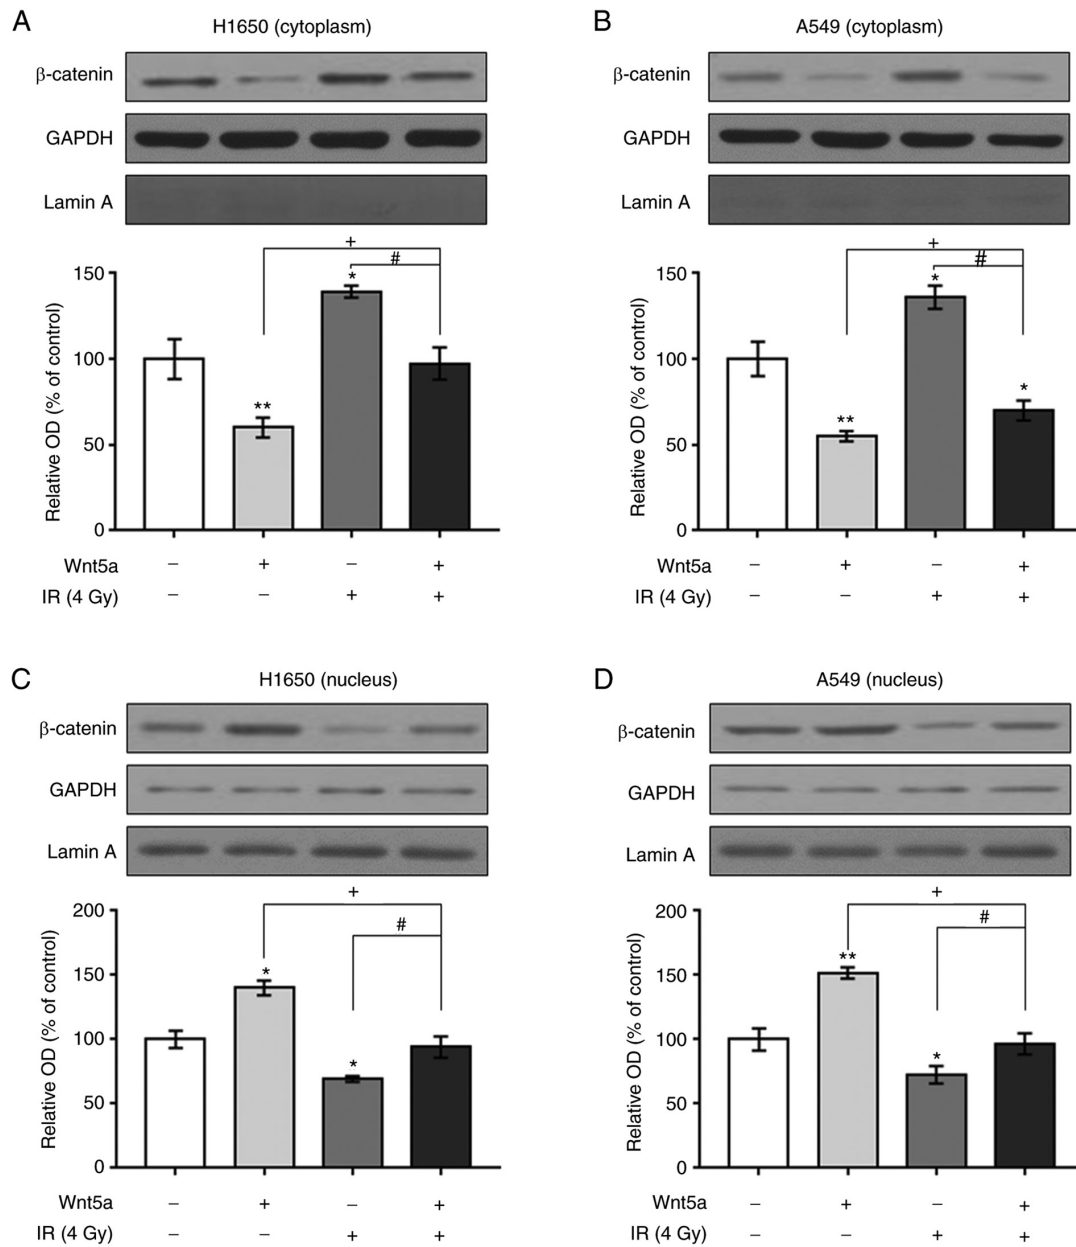 A
H1650 (cytoplasm)
β-catenin
GAPDH
Lamin A
+
#
*
**
150
100
50
0
Relative OD (% of control)
Wnt5a – + – +
IR (4 Gy) – – + +
B
A549 (cytoplasm)
β-catenin
GAPDH
Lamin A
+
#
*
*
**
150
100
50
0
Relative OD (% of control)
Wnt5a – + – +
IR (4 Gy) – – + +
C
H1650 (nucleus)
β-catenin
GAPDH
Lamin A
+
#
*
*
200
150
100
50
0
Relative OD (% of control)
Wnt5a – + – +
IR (4 Gy) – – + +
D
A549 (nucleus)
β-catenin
GAPDH
Lamin A
+
#
**
*
200
150
100
50
0
Relative OD (% of control)
Wnt5a – + – +
IR (4 Gy) – – + +